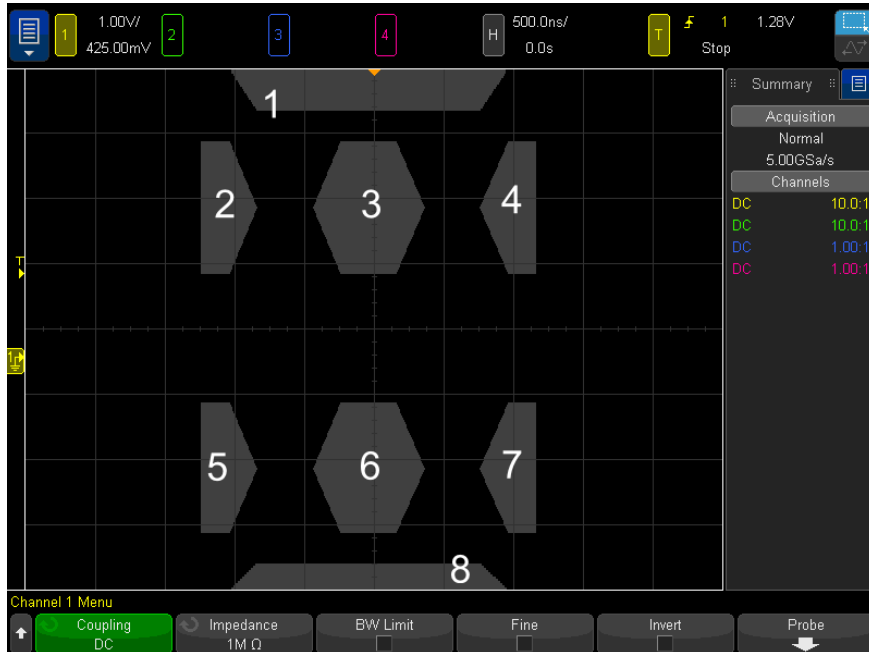 1 1.00V/ 2 3 4 H 500.0ns/ T 1 1.28V
425.00mV 0.0s Stop
Summary
Acquisition
Normal
5.00GSa/s
Channels
DC 10.0:1
DC 10.0:1
DC 1.00:1
DC 1.00:1
1
2 3 4
T
1
5 6 7
8
Channel 1 Menu
Coupling Impedance BW Limit Fine Invert Probe
DC 1M Ω